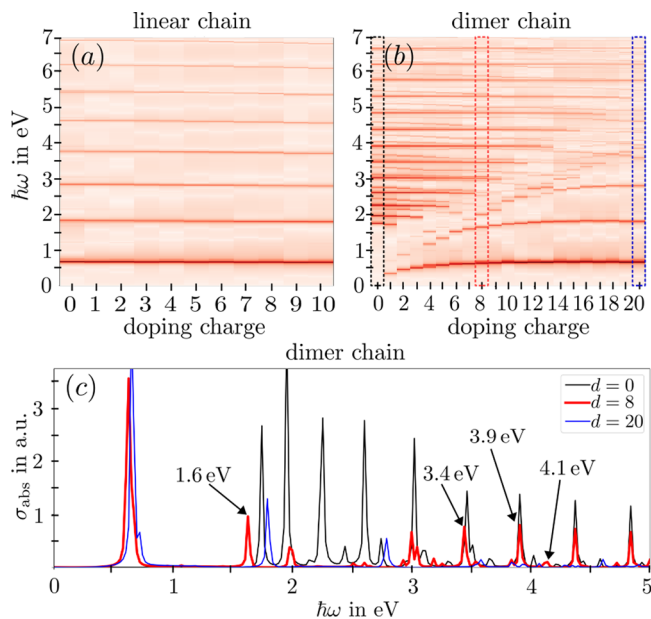 linear chain
dimer chain
(a)
(b)
7
6
5
4
3
2
1
0
ħω in eV
7
6
5
4
3
2
1
0
0 1 2 3 4 5 6 7 8 9 10
0 2 4 6 8 10 12 14 16 18 20
doping charge
doping charge
dimer chain
(c)
d = 0
d = 8
d = 20
3
2
1
σabs in a.u.
1.6 eV
3.4 eV
3.9 eV
4.1 eV
0 1 2 3 4 5
ħω in eV